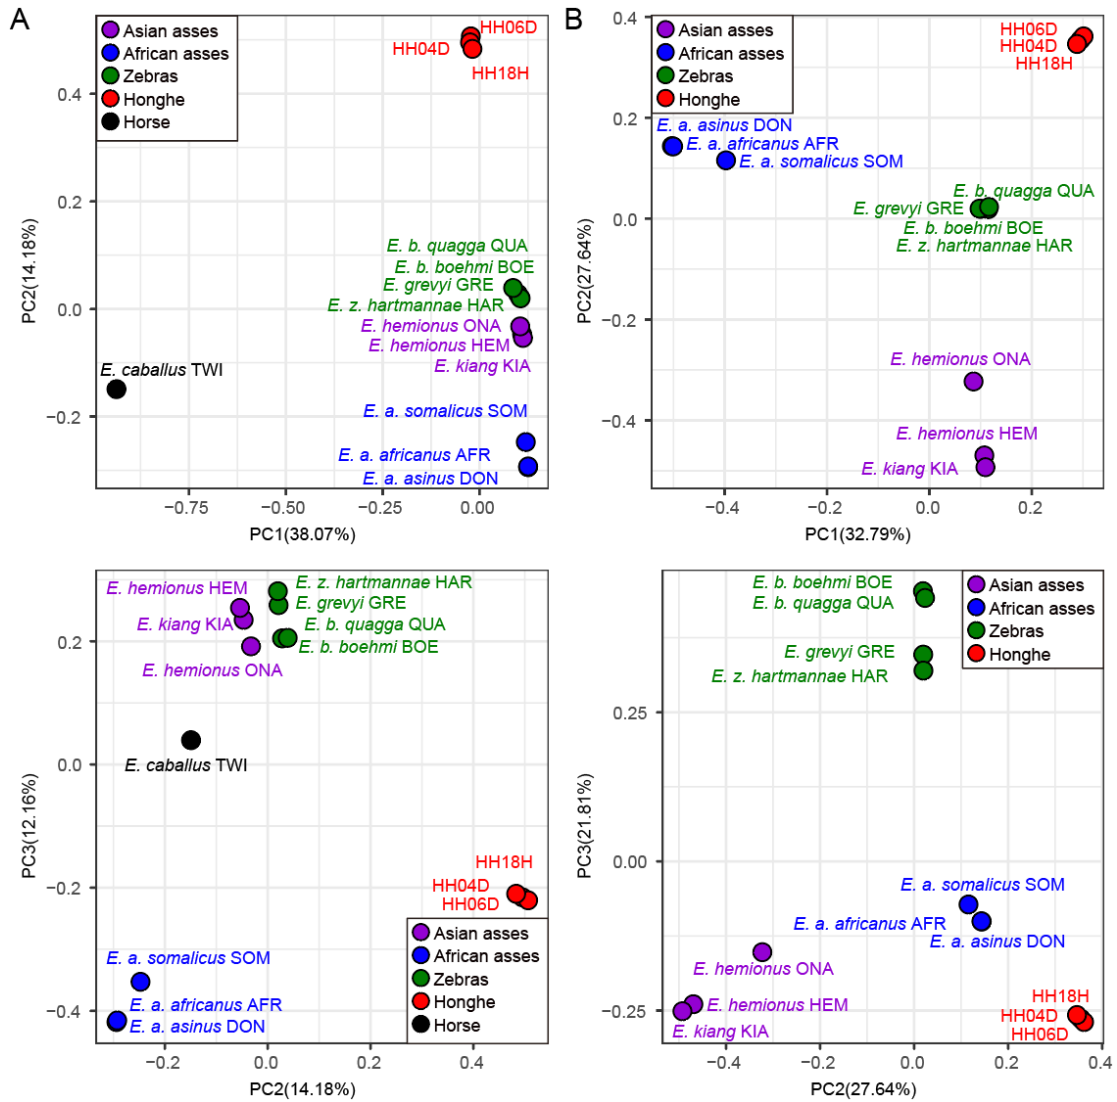 A
Asian asses
African asses
Zebras
Honghe
Horse
HH06D
HH04D
HH18H
E. b. quagga QUA
E. b. boehmi BOE
E. grevyi GRE
E. z. hartmannae HAR
E. hemionus ONA
E. hemionus HEM
E. kiang KIA
E. caballus TWI
E. a. somalicus SOM
E. a. africanus AFR
E. a. asinus DON
0.4
0.2
0.0
−0.2
PC2(14.18%)
−0.75
−0.50
−0.25
0.00
PC1(38.07%)
B
Asian asses
African asses
Zebras
Honghe
HH06D
HH04D
HH18H
E. a. asinus DON
E. a. africanus AFR
E. a. somalicus SOM
E. b. quagga QUA
E. grevyi GRE
E. b. boehmi BOE
E. z. hartmannae HAR
E. hemionus ONA
E. hemionus HEM
E. kiang KIA
0.4
0.2
0.0
−0.2
−0.4
PC2(27.64%)
−0.4
−0.2
0.0
0.2
PC1(32.79%)
E. hemionus HEM
E. z. hartmannae HAR
E. grevyi GRE
E. kiang KIA
E. b. quagga QUA
E. b. boehmi BOE
E. hemionus ONA
E. caballus TWI
HH18H
HH04D
HH06D
Asian asses
African asses
Zebras
Honghe
Horse
E. a. somalicus SOM
E. a. africanus AFR
E. a. asinus DON
0.2
0.0
−0.2
−0.4
PC3(12.16%)
−0.2
0.0
0.2
0.4
PC2(14.18%)
E. b. boehmi BOE
E. b. quagga QUA
E. grevyi GRE
E. z. hartmannae HAR
Asian asses
African asses
Zebras
Honghe
E. a. somalicus SOM
E. a. africanus AFR
E. a. asinus DON
E. hemionus ONA
E. hemionus HEM
E. kiang KIA
HH18H
HH04D
HH06D
0.25
0.00
−0.25
PC3(21.81%)
−0.4
−0.2
0.0
0.2
0.4
PC2(27.64%)